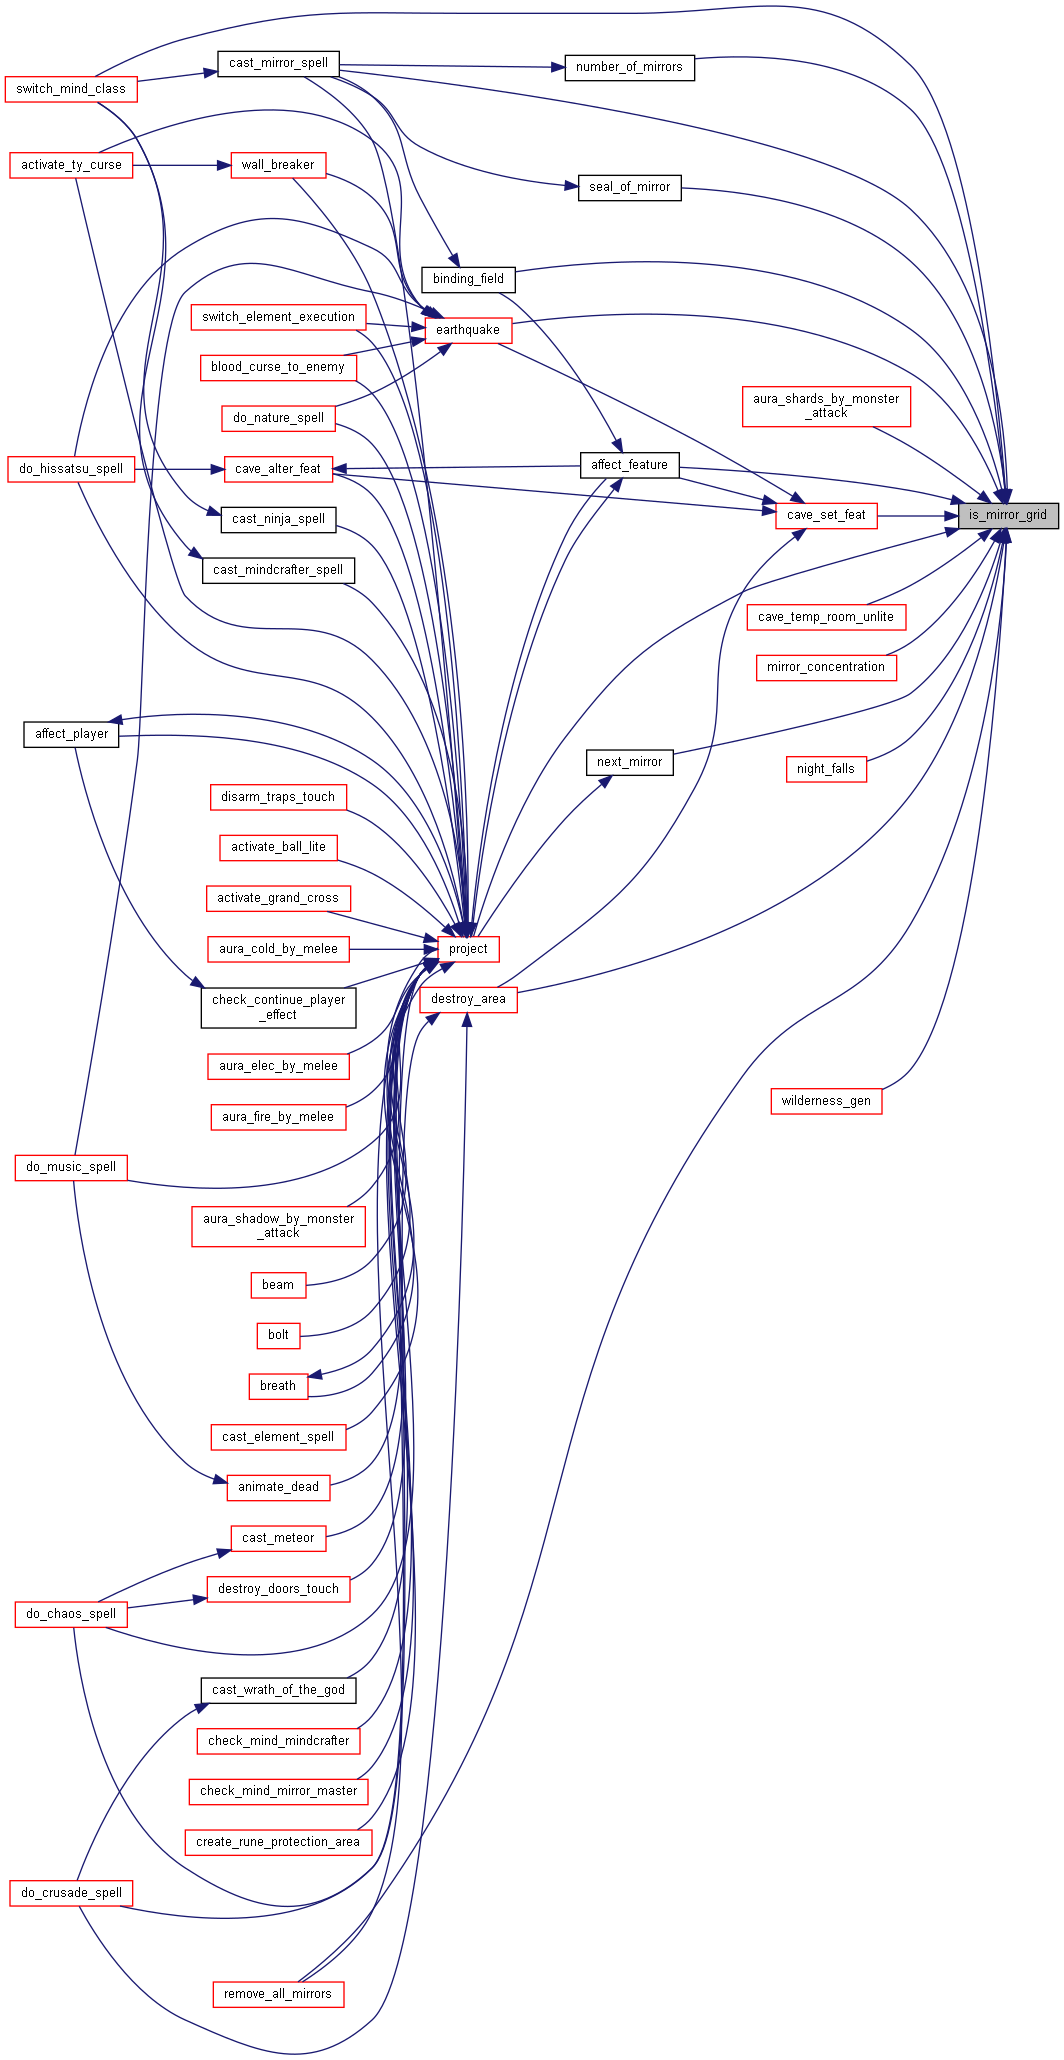 cast_mirror_spell
number_of_mirrors
switch_mind_class
activate_ty_curse
wall_breaker
seal_of_mirror
binding_field
switch_element_execution
earthquake
blood_curse_to_enemy
aura_shards_by_monster
_attack
do_nature_spell
do_hissatsu_spell
cave_alter_feat
affect_feature
cast_ninja_spell
cave_set_feat
is_mirror_grid
cast_mindcrafter_spell
cave_temp_room_unlite
mirror_concentration
affect_player
next_mirror
night_falls
disarm_traps_touch
activate_ball_lite
activate_grand_cross
aura_cold_by_melee
project
check_continue_player
_effect
destroy_area
aura_elec_by_melee
aura_fire_by_melee
wilderness_gen
do_music_spell
aura_shadow_by_monster
_attack
beam
bolt
breath
cast_element_spell
animate_dead
cast_meteor
destroy_doors_touch
do_chaos_spell
cast_wrath_of_the_god
check_mind_mindcrafter
check_mind_mirror_master
create_rune_protection_area
do_crusade_spell
remove_all_mirrors